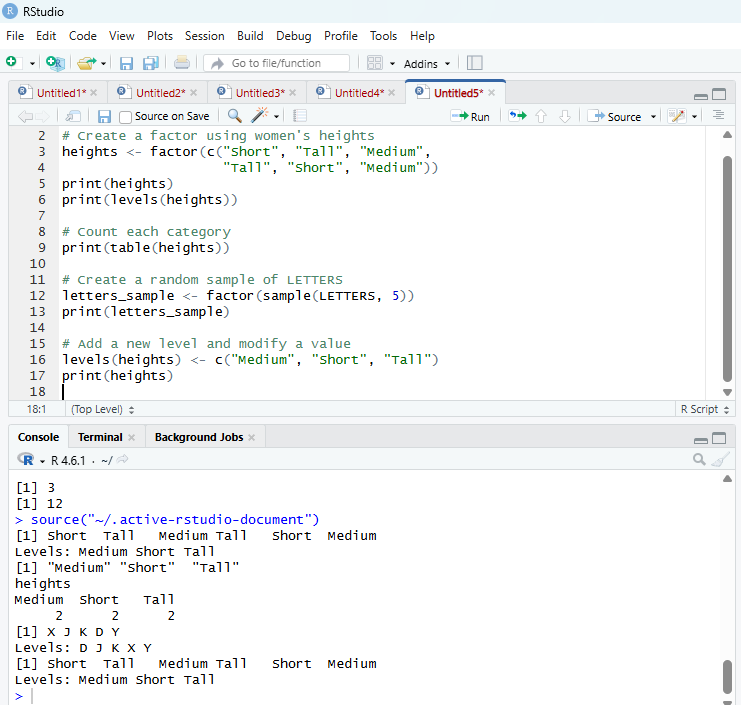 RStudio
File Edit Code View Plots Session Build Debug Profile Tools Help
Go to file/function Addins
Untitled1* Untitled2* Untitled3* Untitled4* Untitled5*
Source on Save Run Source
2 # Create a factor using women's heights
3 heights <- factor(c("Short", "Tall", "Medium",
4 "Tall", "Short", "Medium"))
5 print(heights)
6 print(levels(heights))
7
8 # Count each category
9 print(table(heights))
10
11 # Create a random sample of LETTERS
12 letters_sample <- factor(sample(LETTERS, 5))
13 print(letters_sample)
14
15 # Add a new level and modify a value
16 levels(heights) <- c("Medium", "Short", "Tall")
17 print(heights)
18
18:1 (Top Level) R Script
Console Terminal Background Jobs
R R 4.6.1 · ~/
[1] 3
[1] 12
> source("~/.active-rstudio-document")
[1] Short  Tall   Medium Tall   Short  Medium
Levels: Medium Short Tall
[1] "Medium" "Short"  "Tall"
heights
Medium  Short   Tall
     2      2      2
[1] X J K D Y
Levels: D J K X Y
[1] Short  Tall   Medium Tall   Short  Medium
Levels: Medium Short Tall
>